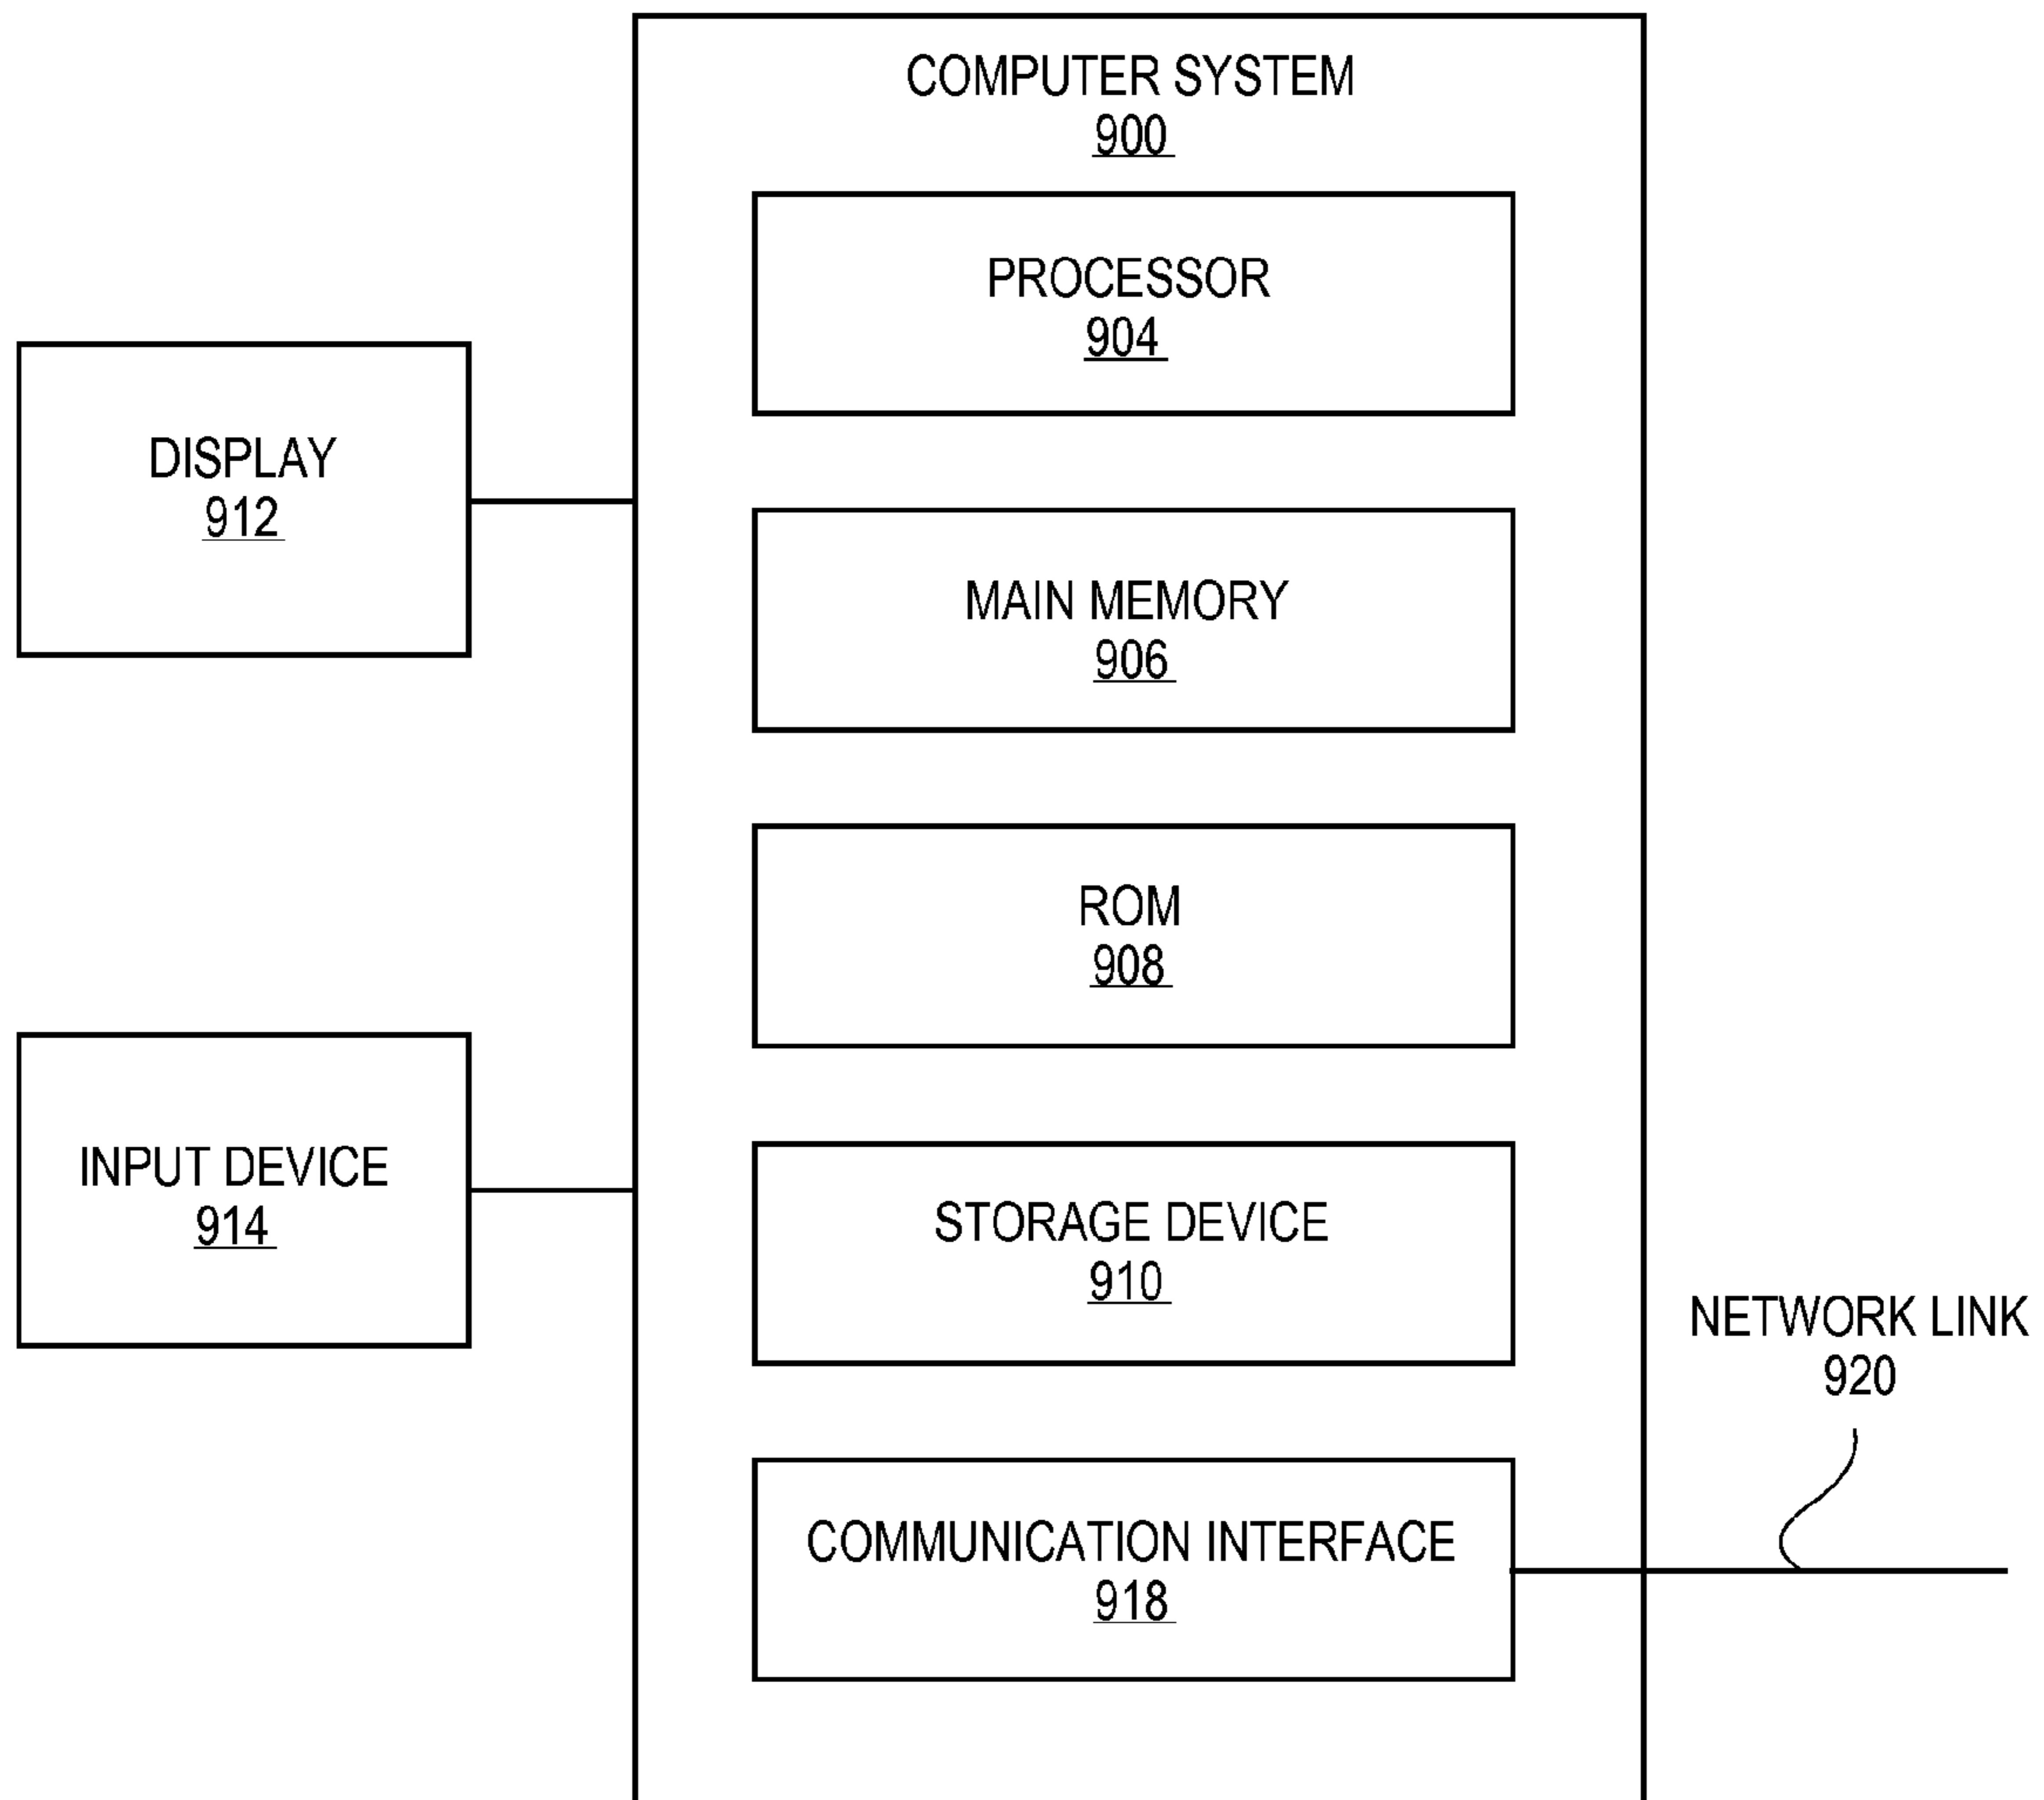 COMPUTER SYSTEM
900
PROCESSOR
904
DISPLAY
912
MAIN MEMORY
906
ROM
908
INPUT DEVICE
914
STORAGE DEVICE
910
NETWORK LINK
920
COMMUNICATION INTERFACE
918